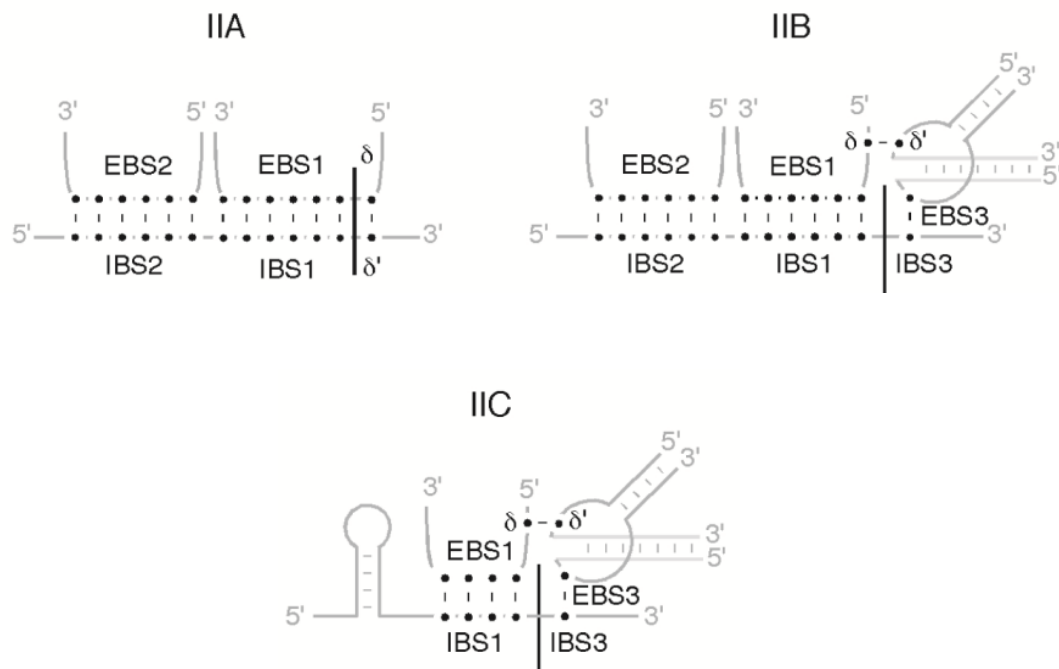 IIA
3' 5' 3' 5'
EBS2 EBS1 δ
5' 3'
IBS2 IBS1 δ'
IIB
5'
3'
3' 5' 3' 5'
δ δ'
EBS2 EBS1 3'
5'
EBS3
5' 3'
IBS2 IBS1 IBS3
IIC
5'
3'
3' 5'
δ δ'
EBS1 3'
5'
EBS3
5' 3'
IBS1 IBS3